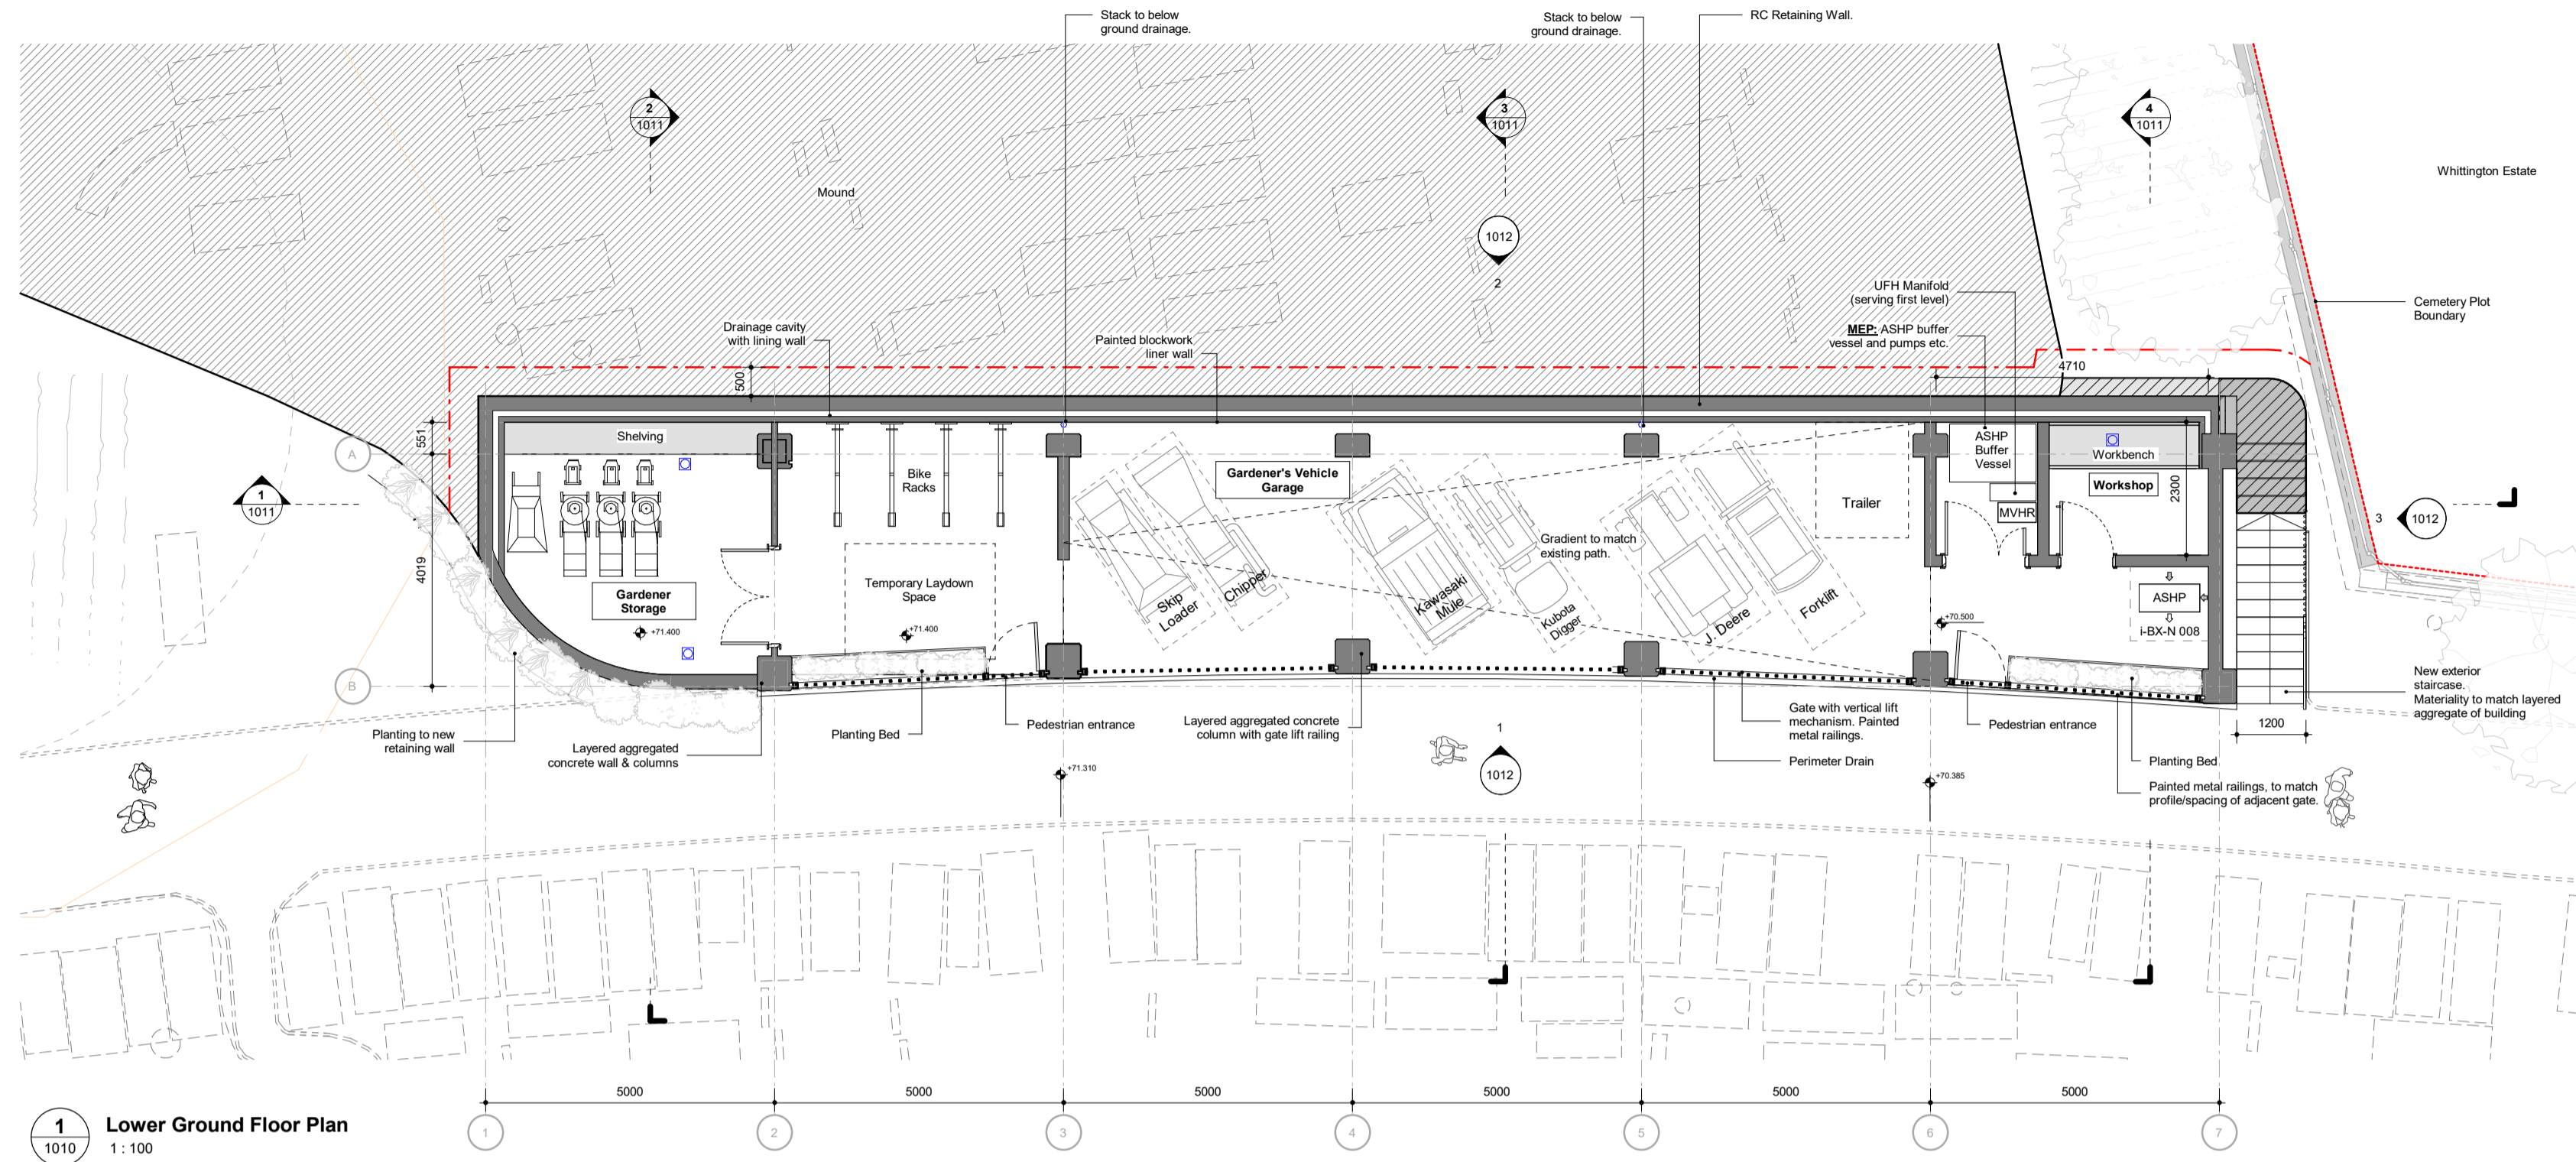 Stack to below
ground drainage.
Stack to below
ground drainage.
RC Retaining Wall.
2
1011
3
1011
4
1011
Whittington Estate
Mound
1012
2
UFH Manifold
(serving first level)
MEP: ASHP buffer
vessel and pumps etc.
Cemetery Plot
Boundary
Drainage cavity
with lining wall
Painted blockwork
liner wall
500
4710
551
4019
A
B
1
1011
Shelving
Bike
Racks
Gardener's Vehicle
Garage
ASHP
Buffer
Vessel
Workbench
Workshop
2300
MVHR
Trailer
3
1012
Gradient to match
existing path.
Temporary Laydown
Space
Gardener
Storage
+71.400
+71.400
Skip
Loader
Chipper
Kawasaki
Mule
Kubota
Digger
J. Deere
Forklift
+70.500
ASHP
i-BX-N 008
New exterior
staircase.
Materiality to match layered
aggregate of building
1200
Planting to new
retaining wall
Layered aggregated
concrete wall & columns
Planting Bed
Pedestrian entrance
Layered aggregated concrete
column with gate lift railing
1
1012
Gate with vertical lift
mechanism. Painted
metal railings.
Perimeter Drain
Pedestrian entrance
Planting Bed
Painted metal railings, to match
profile/spacing of adjacent gate.
+71.310
+70.385
5000
5000
5000
5000
5000
5000
1
2
3
4
5
6
7
1
1010
Lower Ground Floor Plan
1 : 100